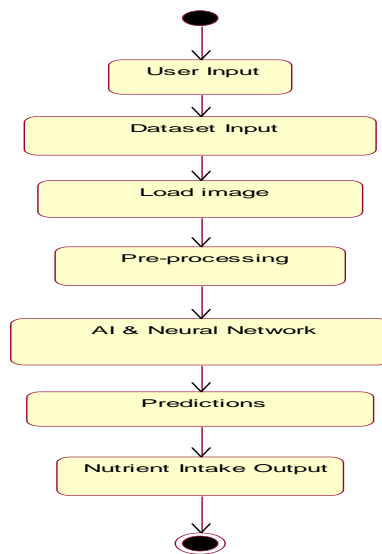 User Input
Dataset Input
Load image
Pre-processing
AI & Neural Network
Predictions
Nutrient Intake Output